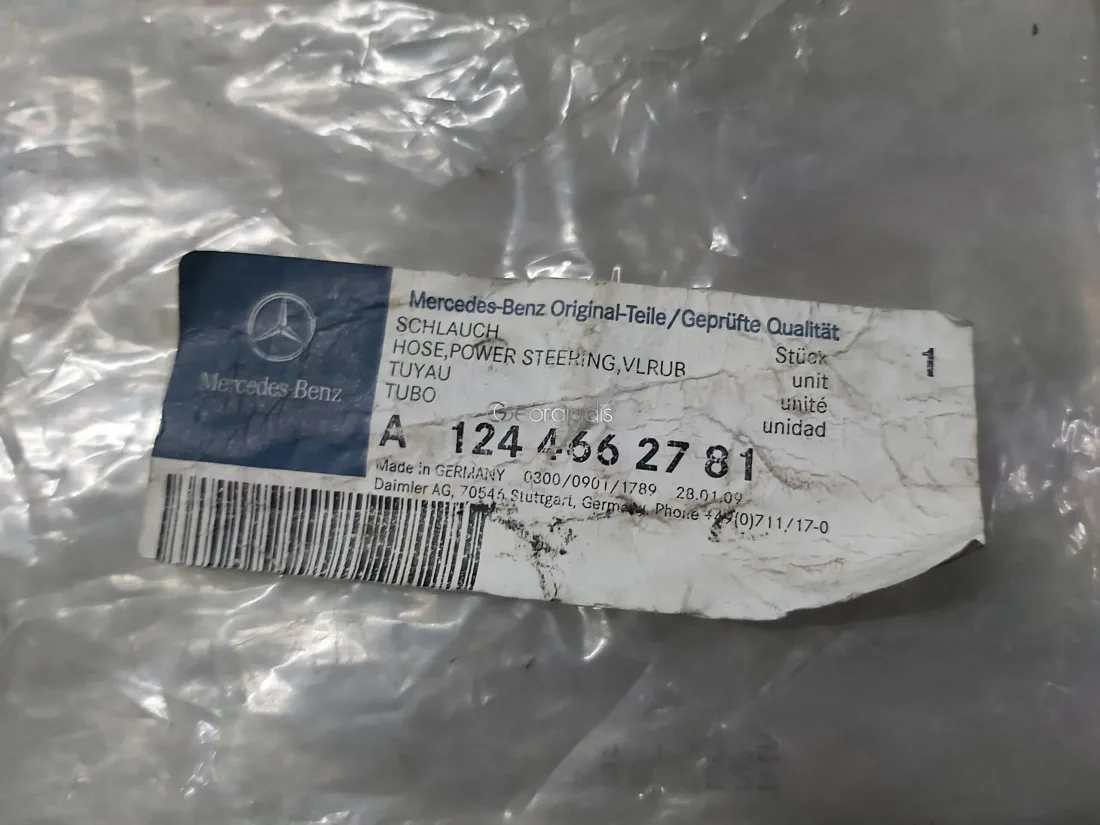 Mercedes-Benz
Mercedes-Benz Original-Teile/Geprüfte Qualität
SCHLAUCH
HOSE,POWER STEERING,VLRUB
TUYAU
TUBO
Stück 1
unit
unité
unidad
Georgiadis
A 124 466 27 81
Made in GERMANY 0300/0901/1789 28.01.09
Daimler AG, 70546 Stuttgart, Germany, Phone +49(0)711/17-0